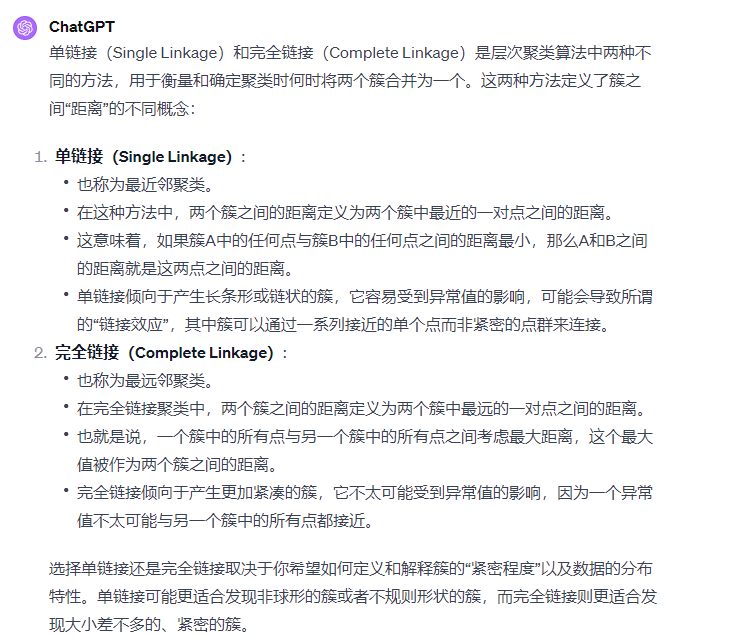 ChatGPT
单链接（Single Linkage）和完全链接（Complete Linkage）是层次聚类算法中两种不
同的方法，用于衡量和确定聚类时何时将两个簇合并为一个。这两种方法定义了簇之
间“距离”的不同概念：
1. 单链接（Single Linkage）：
• 也称为最近邻聚类。
• 在这种方法中，两个簇之间的距离定义为两个簇中最近的一对点之间的距离。
• 这意味着，如果簇A中的任何点与簇B中的任何点之间的距离最小，那么A和B之间
的距离就是这两点之间的距离。
• 单链接倾向于产生长条形或链状的簇，它容易受到异常值的影响，可能会导致所谓
的“链接效应”，其中簇可以通过一系列接近的单个点而非紧密的点群来连接。
2. 完全链接（Complete Linkage）：
• 也称为最远邻聚类。
• 在完全链接聚类中，两个簇之间的距离定义为两个簇中最远的一对点之间的距离。
• 也就是说，一个簇中的所有点与另一个簇中的所有点之间考虑最大距离，这个最大
值被作为两个簇之间的距离。
• 完全链接倾向于产生更加紧凑的簇，它不太可能受到异常值的影响，因为一个异常
值不太可能与另一个簇中的所有点都接近。
选择单链接还是完全链接取决于你希望如何定义和解释簇的“紧密程度”以及数据的分布
特性。单链接可能更适合发现非球形的簇或者不规则形状的簇，而完全链接则更适合发
现大小差不多的、紧密的簇。